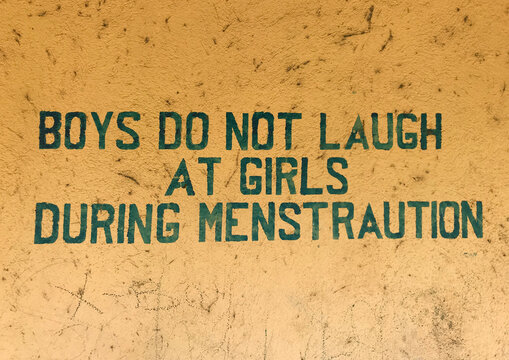 BOYS DO NOT LAUGH
AT GIRLS
DURING MENSTRAUTION